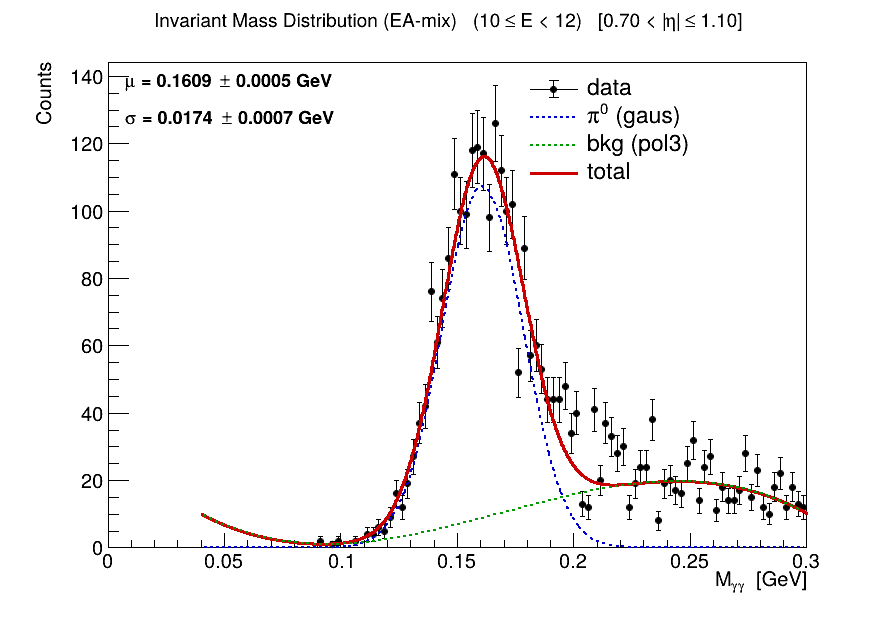 Invariant Mass Distribution (EA-mix) (10 ≤ E < 12) [0.70 < |η| ≤ 1.10]
μ = 0.1609 ± 0.0005 GeV
σ = 0.0174 ± 0.0007 GeV
data
π⁰ (gaus)
bkg (pol3)
total
Counts
140
120
100
80
60
40
20
0
0 0.05 0.1 0.15 0.2 0.25 0.3
Mγγ [GeV]